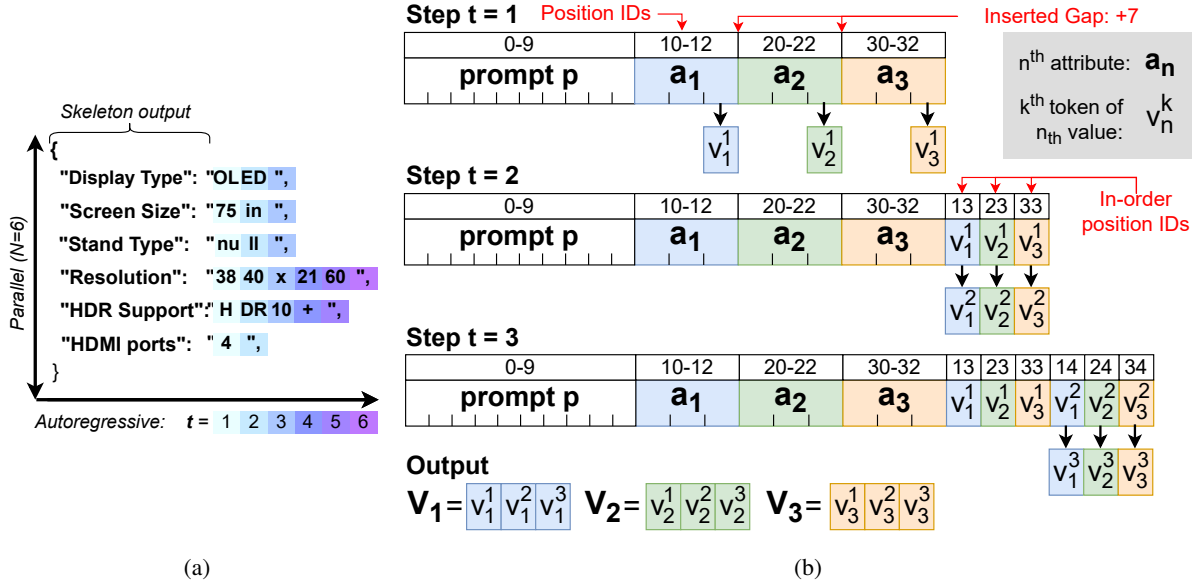 Skeleton output
{
"Display Type": "OLED ",
"Screen Size": "75 in ",
"Stand Type": "nu ll ",
"Resolution": "38 40 x 21 60 ",
"HDR Support":" H DR 10 + ",
"HDMI ports": " 4 ",
}
Parallel (N=6)
Autoregressive: t = 1 2 3 4 5 6
(a)
Step t = 1
Position IDs
Inserted Gap: +7
0-9 10-12 20-22 30-32
prompt p a₁ a₂ a₃
v₁¹ v₂¹ v₃¹
nᵗʰ attribute: aₙ
kᵗʰ token of
nₜₕ value: vₙᵏ
Step t = 2
In-order
position IDs
0-9 10-12 20-22 30-32 13 23 33
prompt p a₁ a₂ a₃ v₁¹ v₂¹ v₃¹
v₁² v₂² v₃²
Step t = 3
0-9 10-12 20-22 30-32 13 23 33 14 24 34
prompt p a₁ a₂ a₃ v₁¹ v₂¹ v₃¹ v₁² v₂² v₃²
v₁³ v₂³ v₃³
Output
V₁= v₁¹ v₁² v₁³ V₂= v₂¹ v₂² v₂³ V₃= v₃¹ v₃² v₃³
(b)